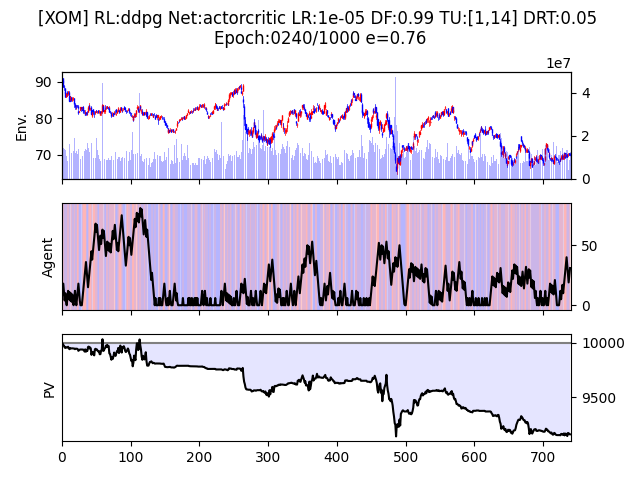 [XOM] RL:ddpg Net:actorcritic LR:1e-05 DF:0.99 TU:[1,14] DRT:0.05
Epoch:0240/1000 e=0.76
1e7
Env.
90
80
70
4
2
0
Agent
50
0
PV
10000
9500
0 100 200 300 400 500 600 700